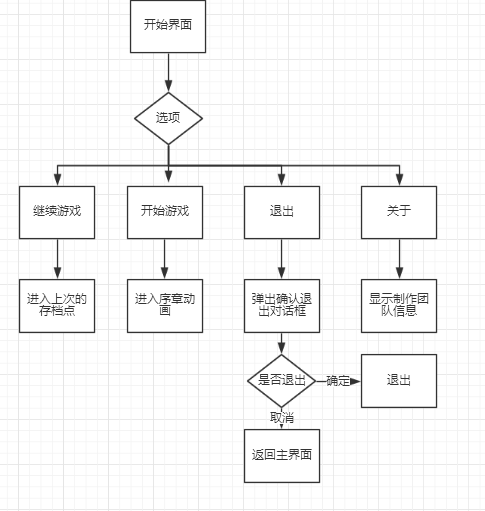 开始界面
选项
继续游戏
开始游戏
退出
关于
进入上次的
存档点
进入序章动
画
弹出确认退
出对话框
显示制作团
队信息
是否退出
确定
退出
取消
返回主界面